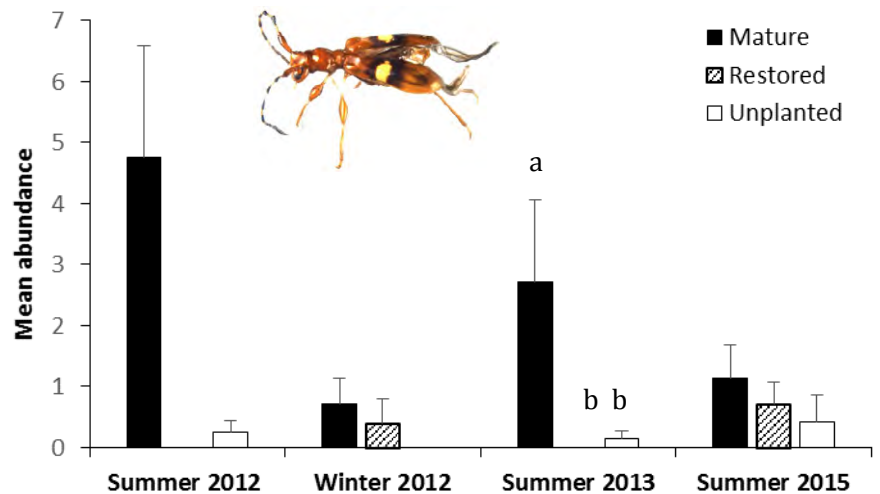 7
6
5
4
3
2
1
0
Mean abundance
Mature
Restored
Unplanted
a
b b
Summer 2012 Winter 2012 Summer 2013 Summer 2015